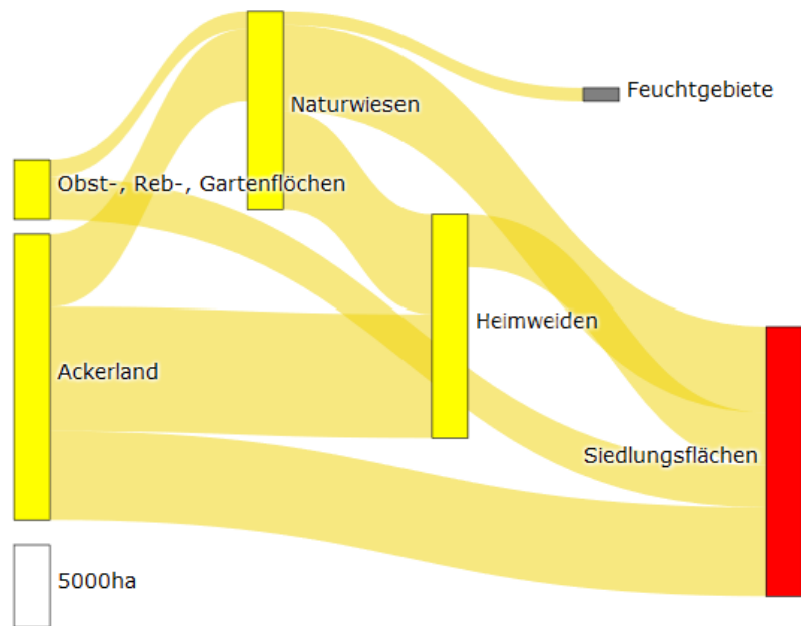 Feuchtgebiete
Naturwiesen
Obst-, Reb-, Gartenflöchen
Heimweiden
Ackerland
Siedlungsflächen
5000ha